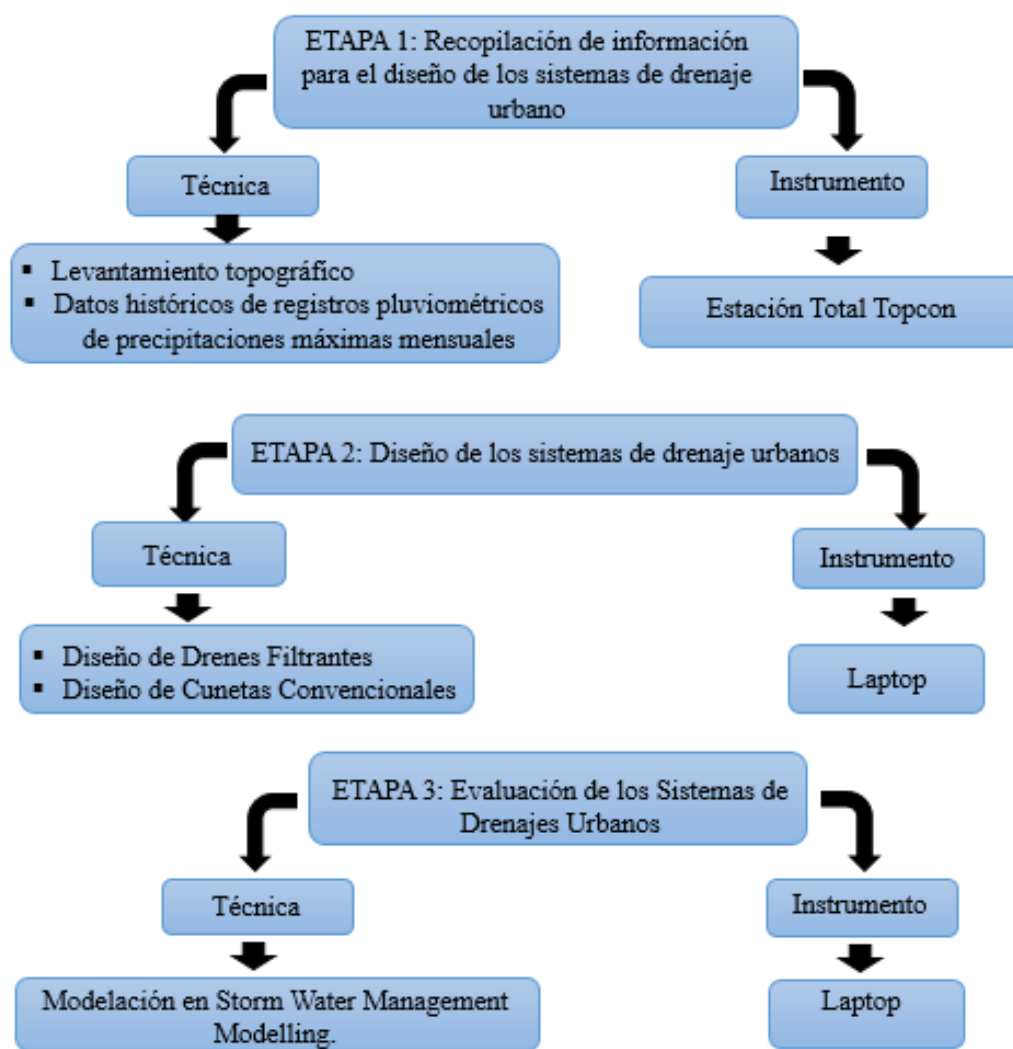 ETAPA 1: Recopilación de información
para el diseño de los sistemas de drenaje
urbano
Técnica
Instrumento
▪ Levantamiento topográfico
▪ Datos históricos de registros pluviométricos
de precipitaciones máximas mensuales
Estación Total Topcon
ETAPA 2: Diseño de los sistemas de drenaje urbanos
Técnica
Instrumento
▪ Diseño de Drenes Filtrantes
▪ Diseño de Cunetas Convencionales
Laptop
ETAPA 3: Evaluación de los Sistemas de
Drenajes Urbanos
Técnica
Instrumento
Modelación en Storm Water Management
Modelling.
Laptop